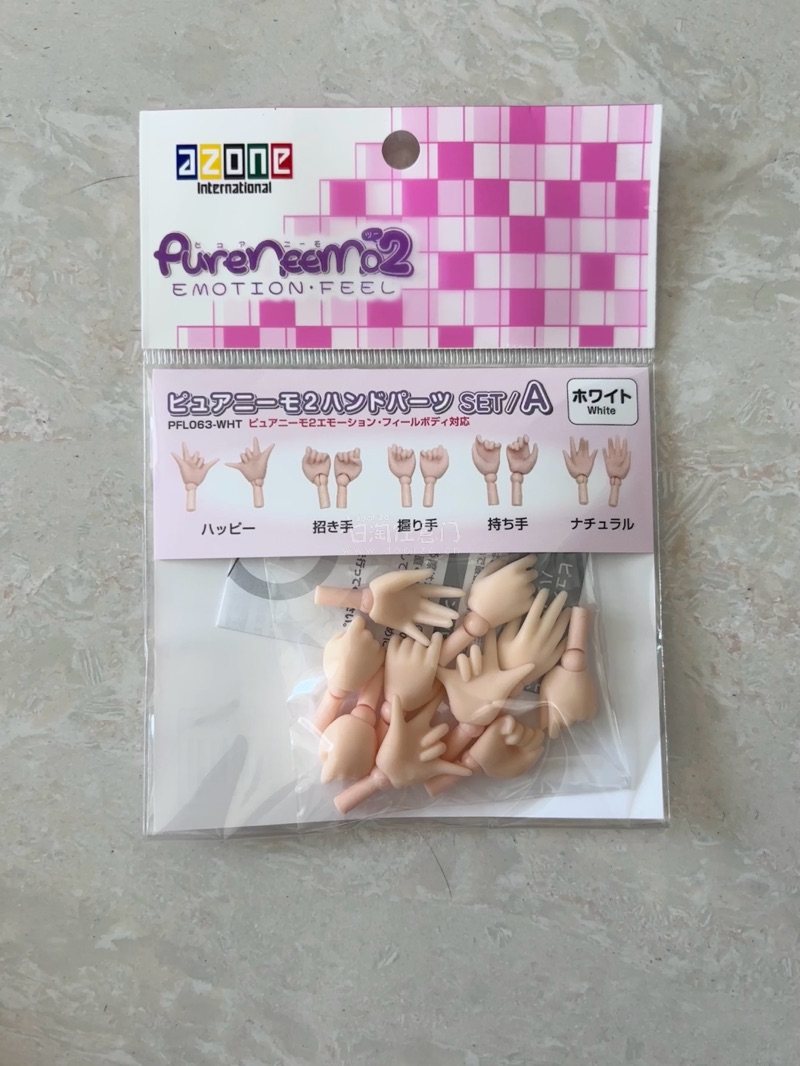 azone
International
ピュアニーモツー
PureNeemo2
EMOTION・FEEL
ピュアニーモ2ハンドパーツ SET/A
ホワイト
White
PFL063-WHT ピュアニーモ2エモーション・フィールボディ対応
ハッピー 招き手 握り手 持ち手 ナチュラル